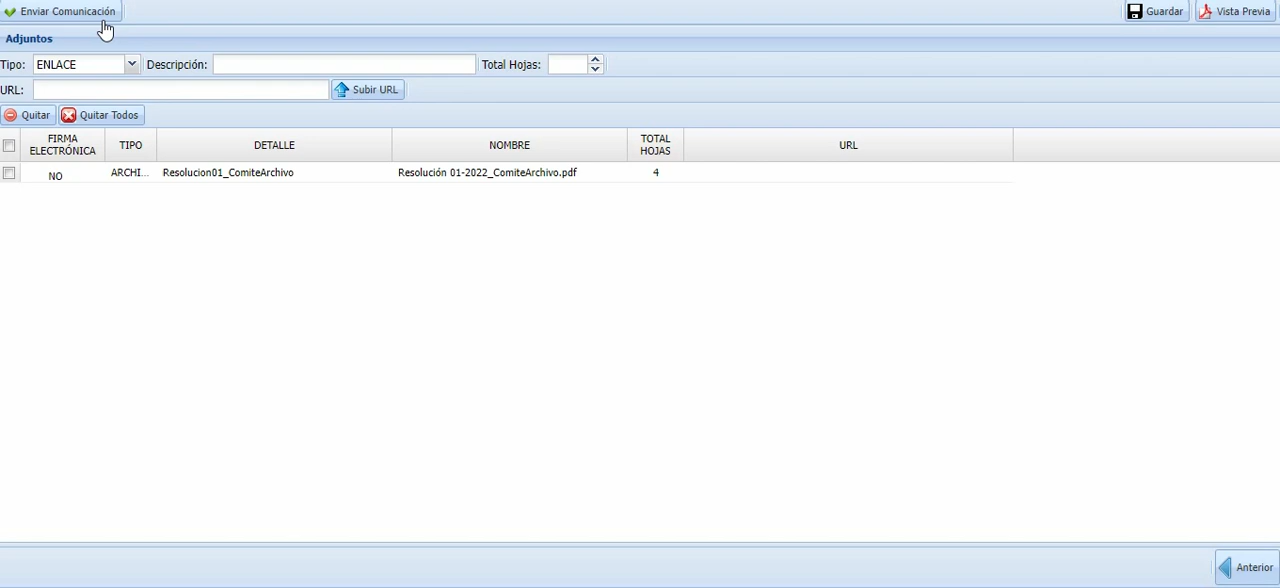 Enviar Comunicación Guardar Vista Previa
Adjuntos
Tipo: ENLACE Descripción: Total Hojas:
URL: Subir URL
Quitar Quitar Todos
FIRMA ELECTRÓNICA TIPO DETALLE NOMBRE TOTAL HOJAS URL
NO ARCHI... Resolucion01_ComiteArchivo Resolución 01-2022_ComiteArchivo.pdf 4
Anterior